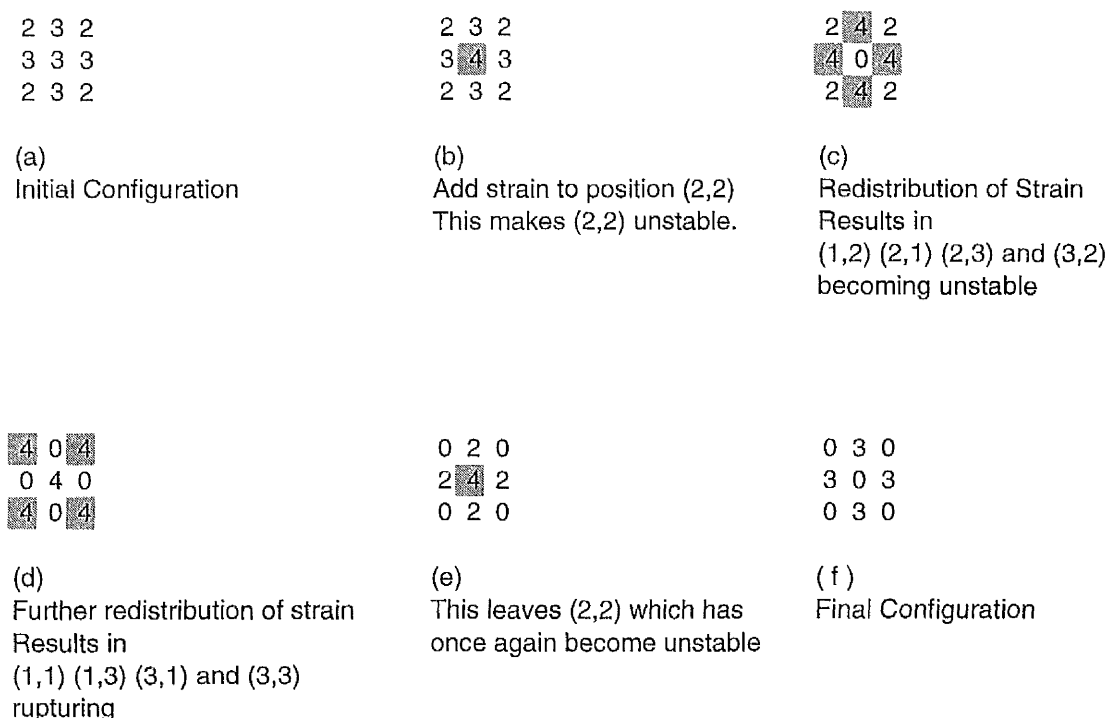 2 3 2
3 3 3
2 3 2
(a)
Initial Configuration
2 3 2
3 4 3
2 3 2
(b)
Add strain to position (2,2)
This makes (2,2) unstable.
2 4 2
4 0 4
2 4 2
(c)
Redistribution of Strain
Results in
(1,2) (2,1) (2,3) and (3,2)
becoming unstable
4 0 4
0 4 0
4 0 4
(d)
Further redistribution of strain
Results in
(1,1) (1,3) (3,1) and (3,3)
rupturing
0 2 0
2 4 2
0 2 0
(e)
This leaves (2,2) which has
once again become unstable
0 3 0
3 0 3
0 3 0
( f )
Final Configuration